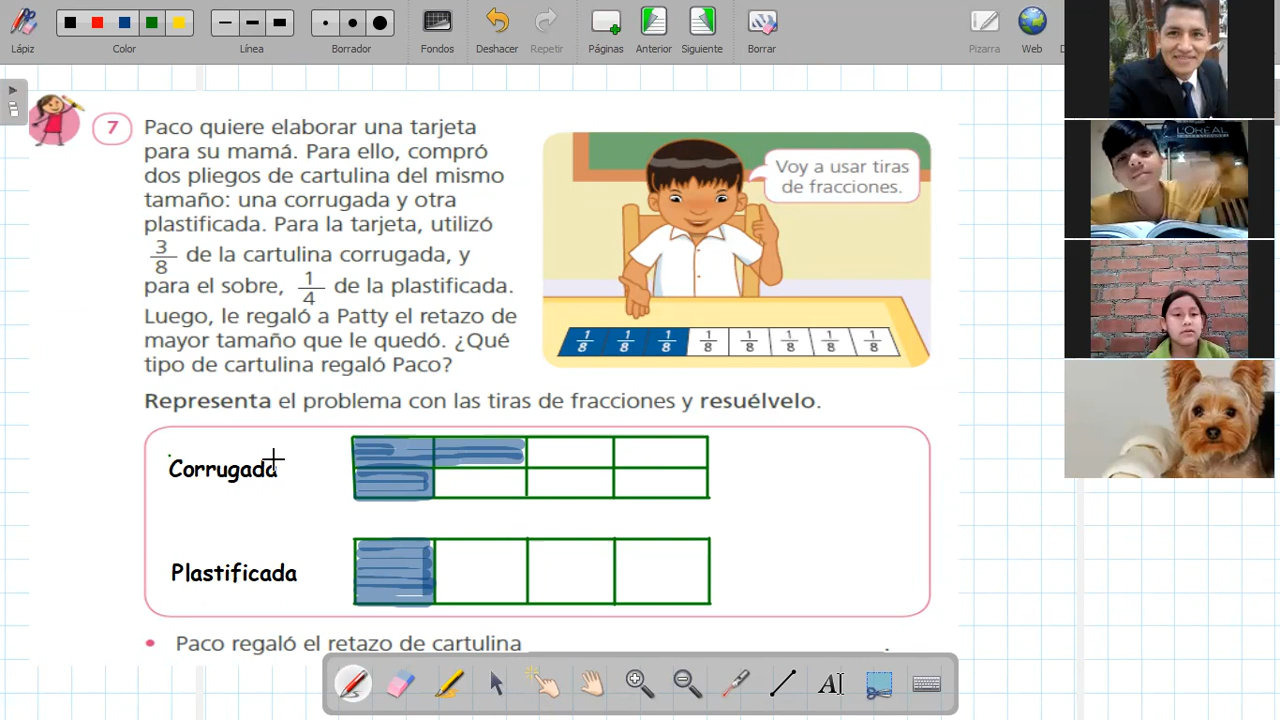 Lápiz
Color
Línea
Borrador
Fondos
Deshacer
Repetir
Páginas
Anterior
Siguiente
Borrar
Pizarra
Web
7
Paco quiere elaborar una tarjeta
para su mamá. Para ello, compró
dos pliegos de cartulina del mismo
tamaño: una corrugada y otra
plastificada. Para la tarjeta, utilizó
3/8 de la cartulina corrugada, y
para el sobre, 1/4 de la plastificada.
Luego, le regaló a Patty el retazo de
mayor tamaño que le quedó. ¿Qué
tipo de cartulina regaló Paco?
Voy a usar tiras
de fracciones.
1/8 1/8 1/8 1/8 1/8 1/8 1/8 1/8
Representa el problema con las tiras de fracciones y resuélvelo.
Corrugada
Plastificada
• Paco regaló el retazo de cartulina ____________.
AI
L'ORÉAL